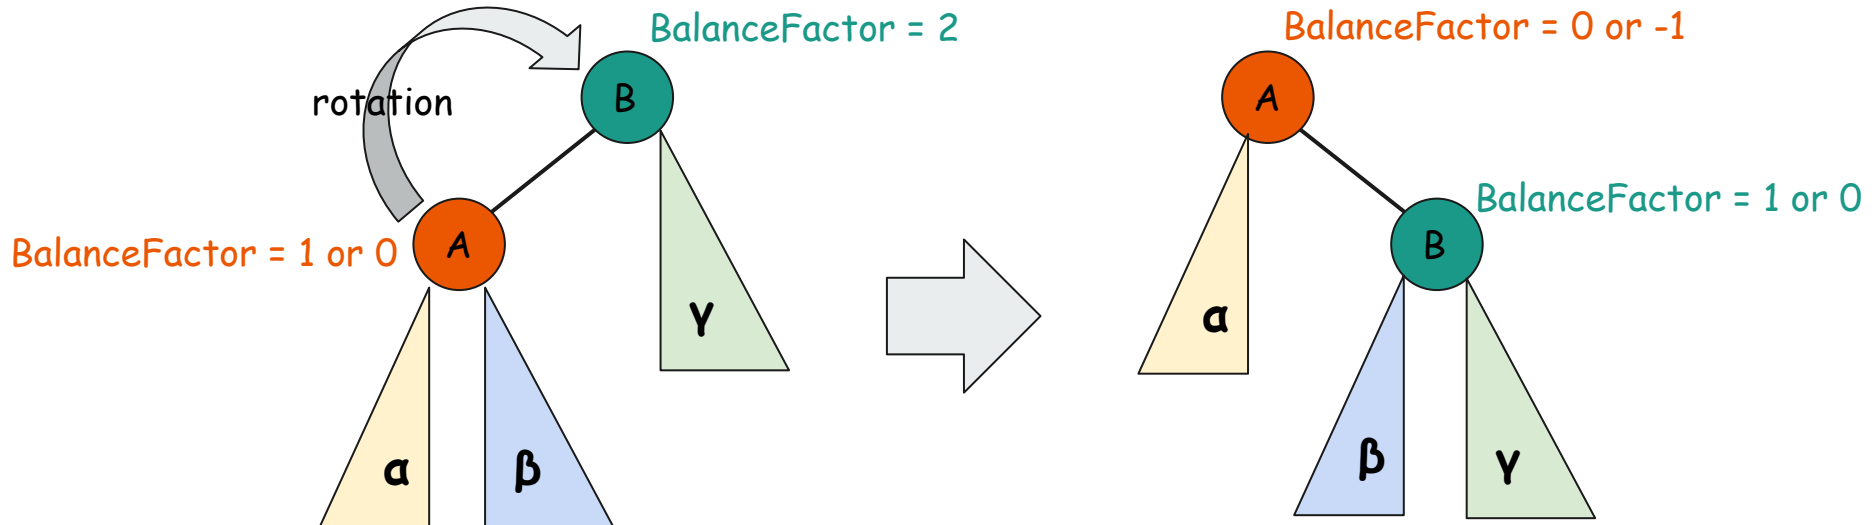 BalanceFactor = 2
BalanceFactor = 0 or -1
rotation
B
A
BalanceFactor = 1 or 0
BalanceFactor = 1 or 0
A
B
γ
α
α
β
β
γ